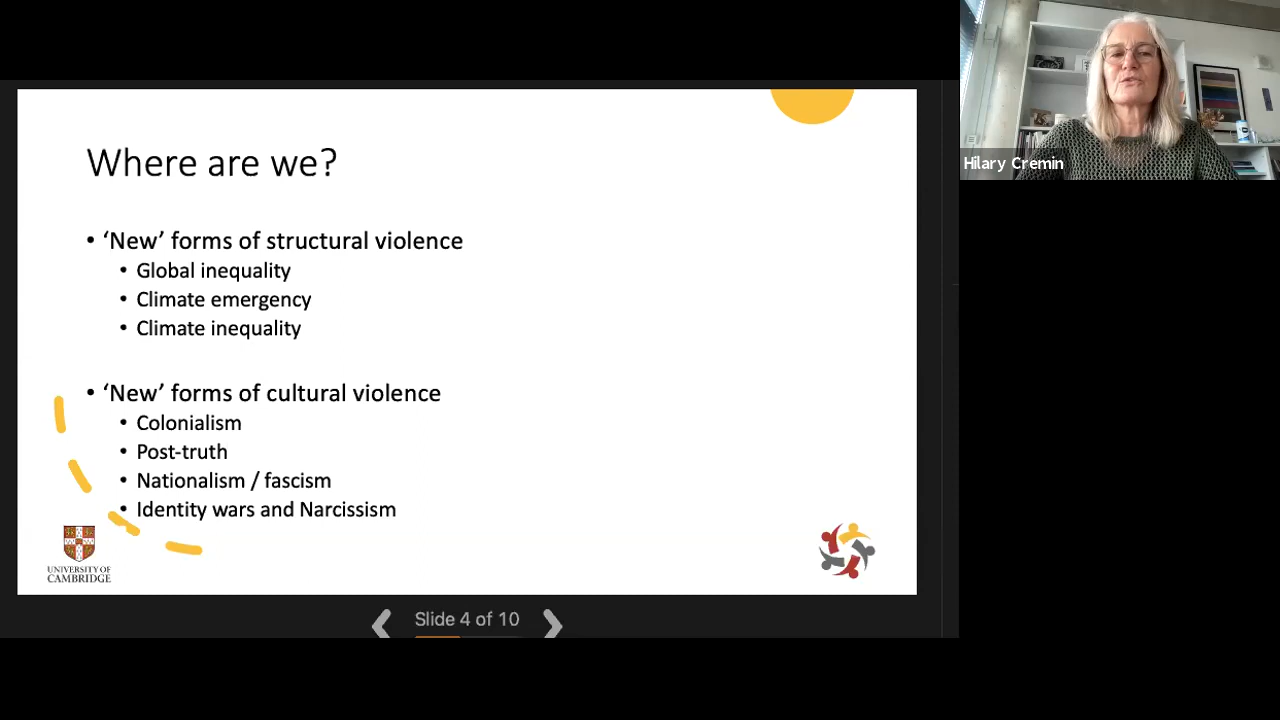 Where are we?
• ‘New’ forms of structural violence
• Global inequality
• Climate emergency
• Climate inequality
• ‘New’ forms of cultural violence
• Colonialism
• Post-truth
• Nationalism / fascism
• Identity wars and Narcissism
UNIVERSITY OF
CAMBRIDGE
Slide 4 of 10
Hilary Cremin